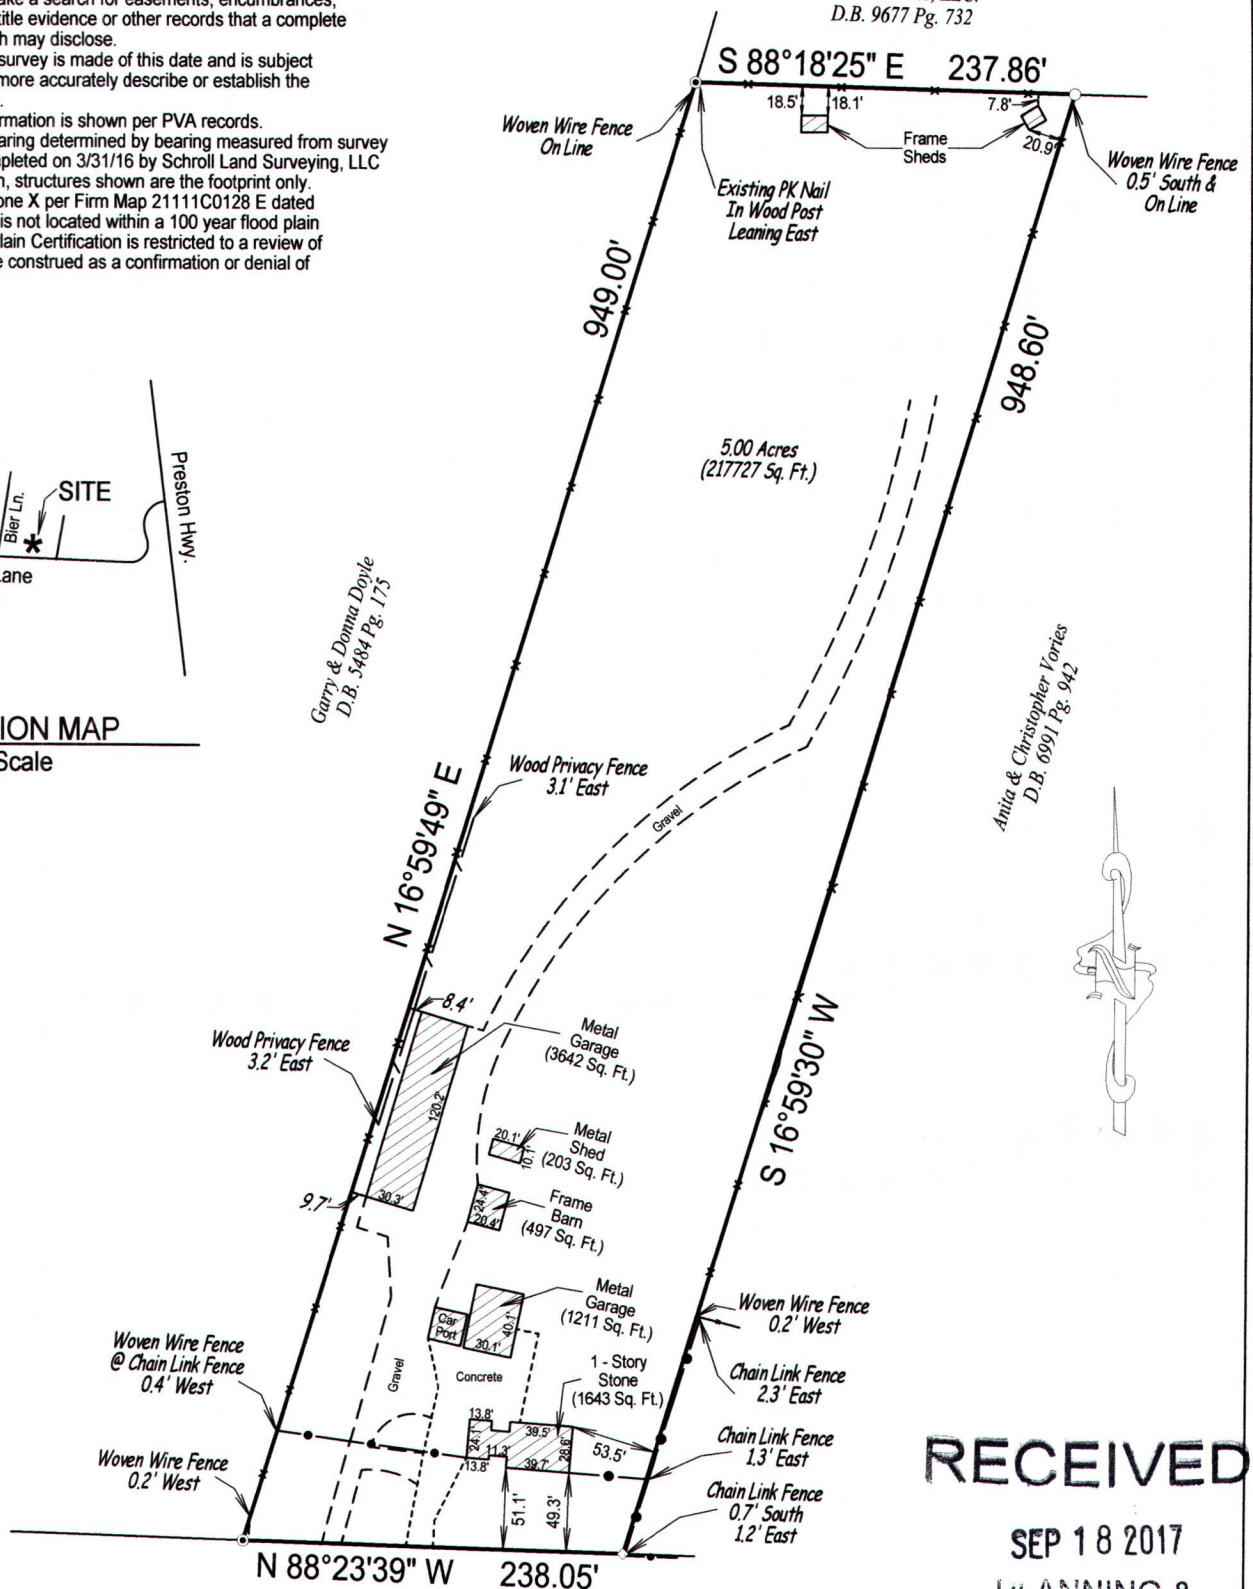 title evidence or other records that a complete
may disclose.
survey is made of this date and is subject
more accurately describe or establish the
is shown per PVA records.
determined by bearing measured from survey
on 3/31/16 by Schroll Land Surveying, LLC
structures shown are the footprint only.
X per Firm Map 21111C0128 E dated
is not located within a 100 year flood plain
Certification is restricted to a review of
construed as a confirmation or denial of
D.B. 9677 Pg. 732
S 88°18'25" E 237.86'
18.5' 18.1'
7.8'
20.9'
Frame
Sheds
Woven Wire Fence
On Line
Existing PK Nail
In Wood Post
Leaning East
Woven Wire Fence
0.5' South &
On Line
949.00'
948.60'
5.00 Acres
(217727 Sq. Ft.)
Preston Hwy.
Bier Ln.
SITE
MAP
Scale
Garry & Donna Doyle
D.B. 5484 Pg. 175
Anita & Christopher Vories
D.B. 6991 Pg. 942
Wood Privacy Fence
3.1' East
Gravel
N 16°59'49" E
S 16°59'30" W
N
8.4'
Wood Privacy Fence
3.2' East
Metal
Garage
(3642 Sq. Ft.)
120.2'
30.3'
9.7'
20.1'
10.1'
Metal
Shed
(203 Sq. Ft.)
24.4'
20.4'
Frame
Barn
(497 Sq. Ft.)
Metal
Garage
(1211 Sq. Ft.)
40.1'
30.1'
Car
Port
Woven Wire Fence
0.2' West
Chain Link Fence
2.3' East
Woven Wire Fence
@ Chain Link Fence
0.4' West
Gravel
Concrete
1 - Story
Stone
(1643 Sq. Ft.)
13.8'
24.1'
11.3'
13.8'
39.5'
28.6'
39.7'
53.5'
Chain Link Fence
1.3' East
Woven Wire Fence
0.2' West
51.1'
49.3'
Chain Link Fence
0.7' South
1.2' East
N 88°23'39" W 238.05'
RECEIVED
SEP 18 2017